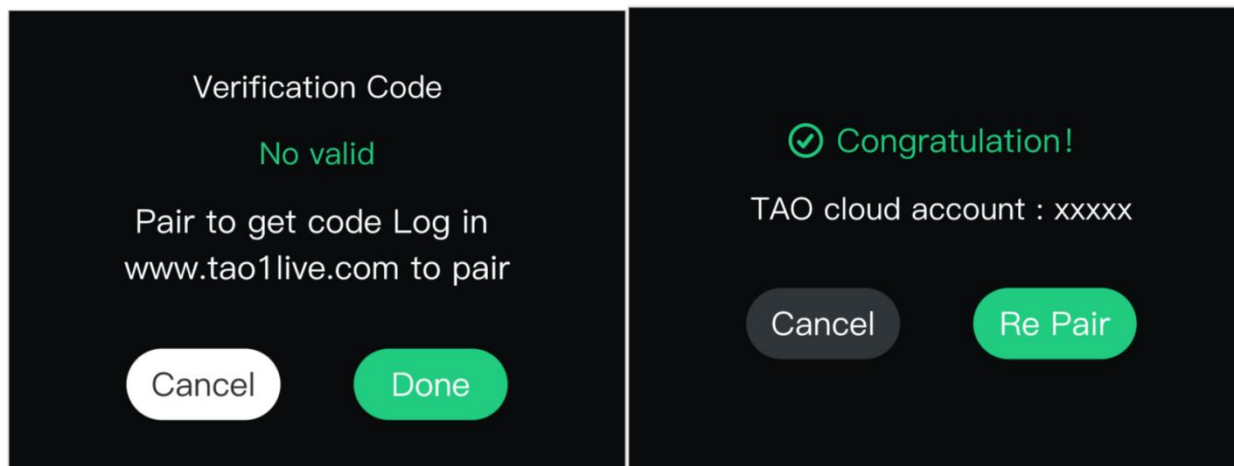 Verification Code
No valid
Pair to get code Log in
www.tao1live.com to pair
Cancel
Done
Congratulation!
TAO cloud account : xxxxx
Cancel
Re Pair